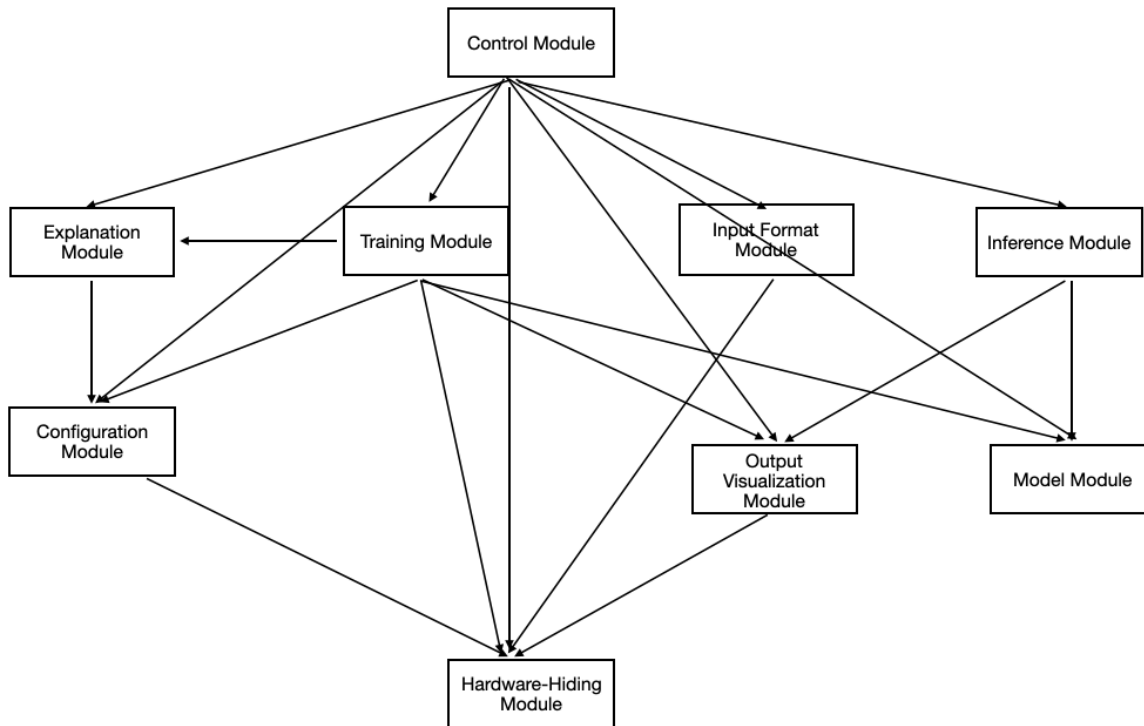 Control Module
Explanation
Module
Training Module
Input Format
Module
Inference Module
Configuration
Module
Output
Visualization
Module
Model Module
Hardware-Hiding
Module